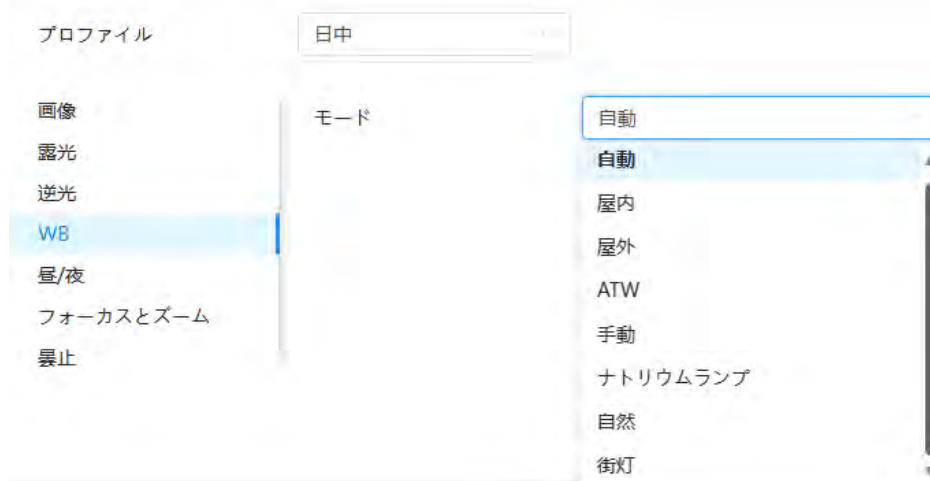 プロファイル 日中
画像
露光
逆光
WB
昼/夜
フォーカスとズーム
曇止
モード 自動
自動
屋内
屋外
ATW
手動
ナトリウムランプ
自然
街灯